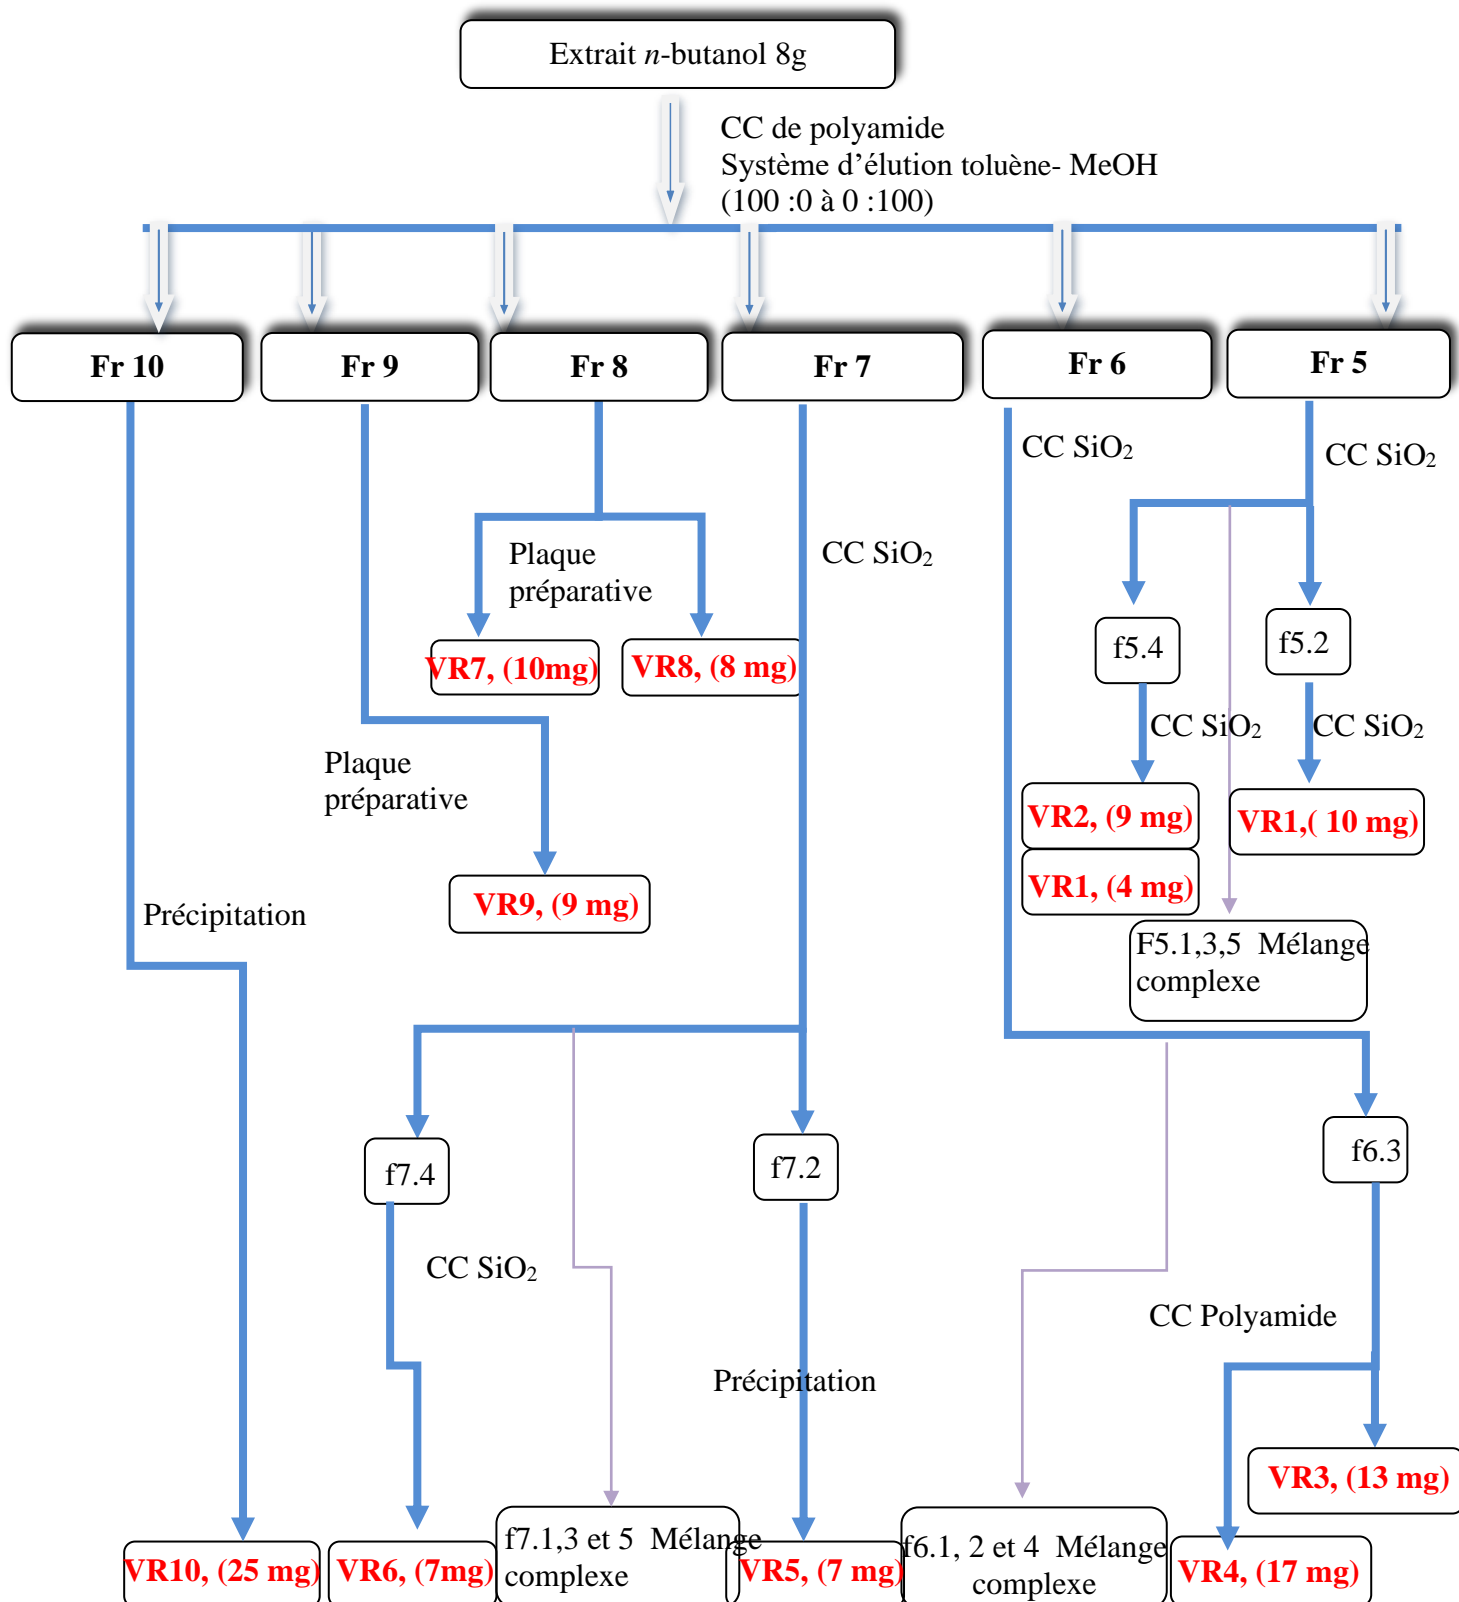 Extrait n-butanol 8g
CC de polyamide
Système d'élution toluène- MeOH
(100 :0 à 0 :100)
Fr 10
Fr 9
Fr 8
Fr 7
Fr 6
Fr 5
CC SiO₂
CC SiO₂
Plaque
préparative
CC SiO₂
f5.4
f5.2
VR7, (10mg)
VR8, (8 mg)
CC SiO₂
CC SiO₂
Plaque
préparative
VR2, (9 mg)
VR1,( 10 mg)
VR1, (4 mg)
VR9, (9 mg)
Précipitation
F5.1,3,5 Mélange
complexe
f7.4
f7.2
f6.3
CC SiO₂
CC Polyamide
Précipitation
VR3, (13 mg)
VR10, (25 mg)
VR6, (7mg)
f7.1,3 et 5 Mélange
complexe
VR5, (7 mg)
f6.1, 2 et 4 Mélange
complexe
VR4, (17 mg)